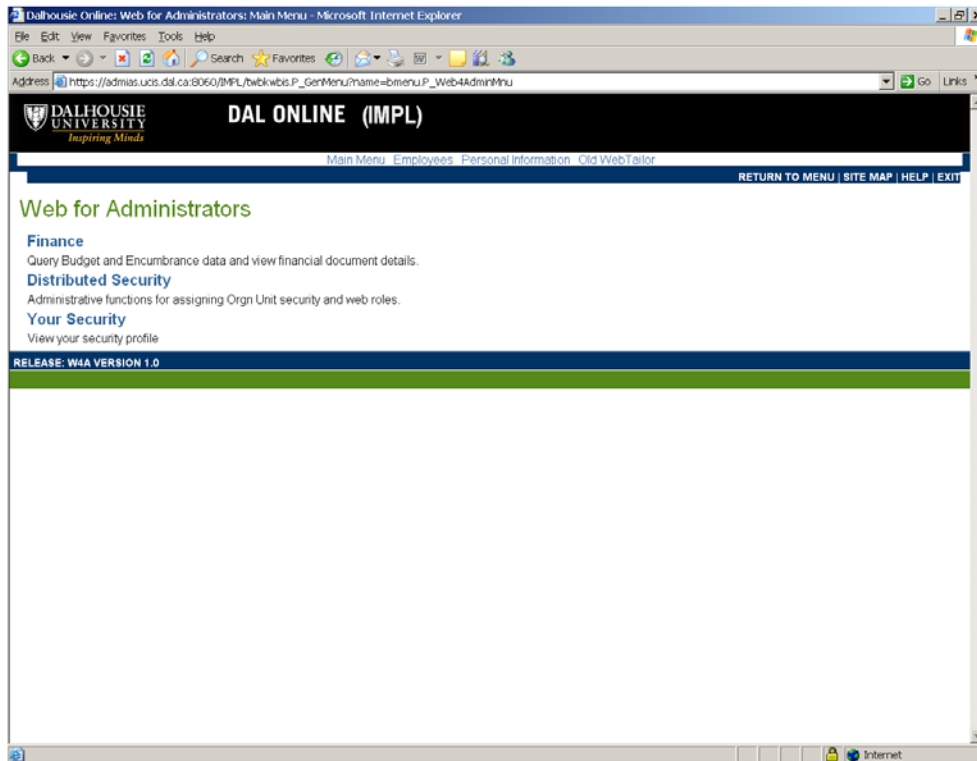 Dalhousie Online: Web for Administrators: Main Menu - Microsoft Internet Explorer
File Edit View Favorites Tools Help
Back Search Favorites
Address https://admias.ucis.dal.ca:8060/IMPL/twbkwbis.P_GenMenu?name=bmenu.P_Web4AdminMnu Go Links
DALHOUSIE
UNIVERSITY
Inspiring Minds
DAL ONLINE (IMPL)
Main Menu Employees Personal Information Old WebTailor
RETURN TO MENU | SITE MAP | HELP | EXIT
Web for Administrators
Finance
Query Budget and Encumbrance data and view financial document details.
Distributed Security
Administrative functions for assigning Orgn Unit security and web roles.
Your Security
View your security profile
RELEASE: W4A VERSION 1.0
Internet